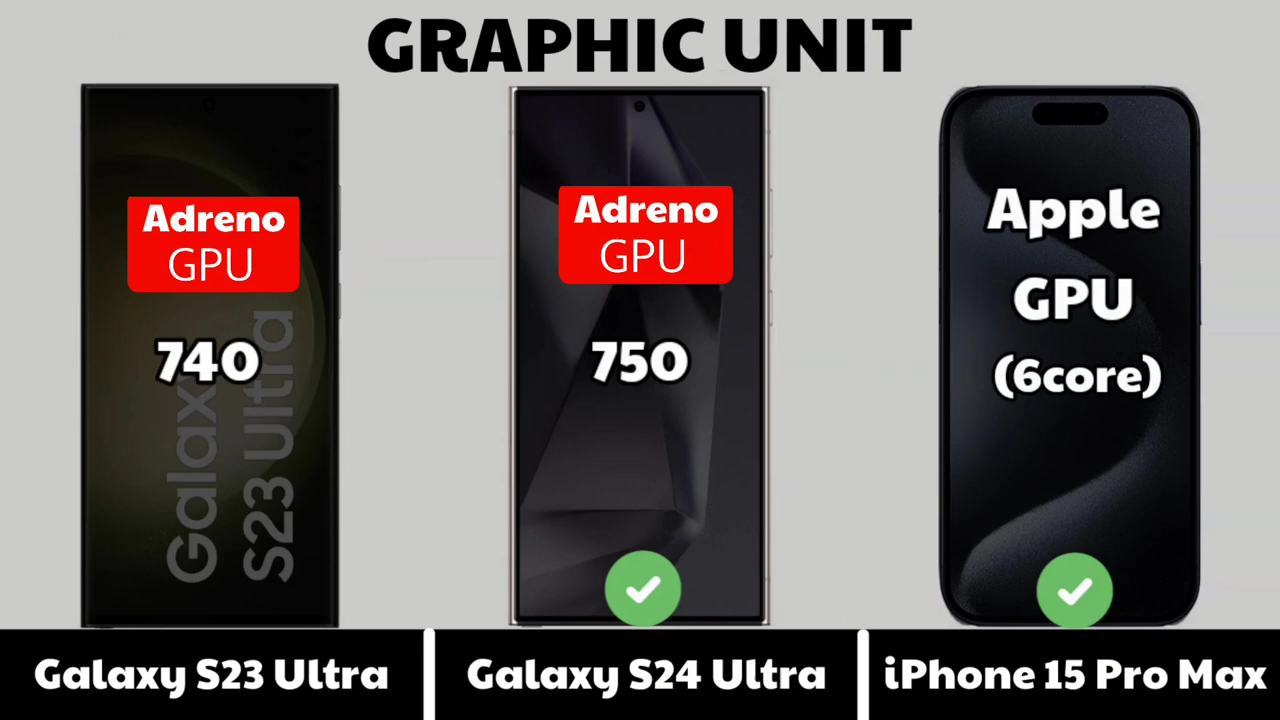 GRAPHIC UNIT
Adreno
GPU
740
Galaxy
S23 Ultra
Adreno
GPU
750
Apple
GPU
(6core)
Galaxy S23 Ultra
Galaxy S24 Ultra
iPhone 15 Pro Max